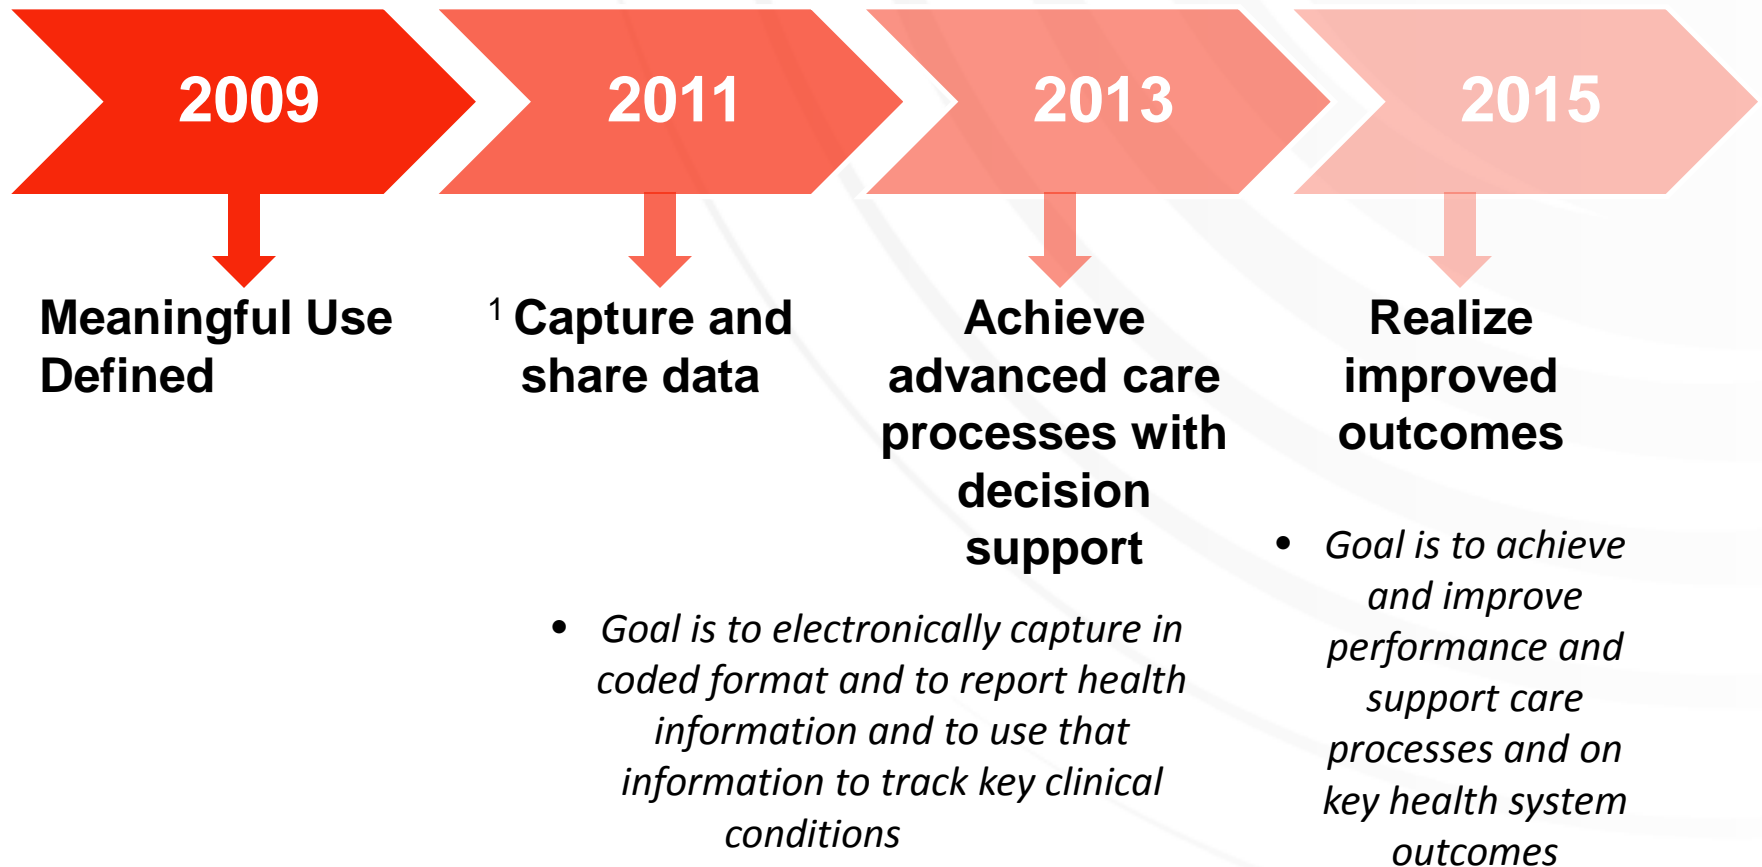 2009
2011
2013
2015
Meaningful Use
Defined
1 Capture and
share data
Achieve
advanced care
processes with
decision
support
Realize
improved
outcomes
• Goal is to electronically capture in
coded format and to report health
information and to use that
information to track key clinical
conditions
• Goal is to achieve
and improve
performance and
support care
processes and on
key health system
outcomes